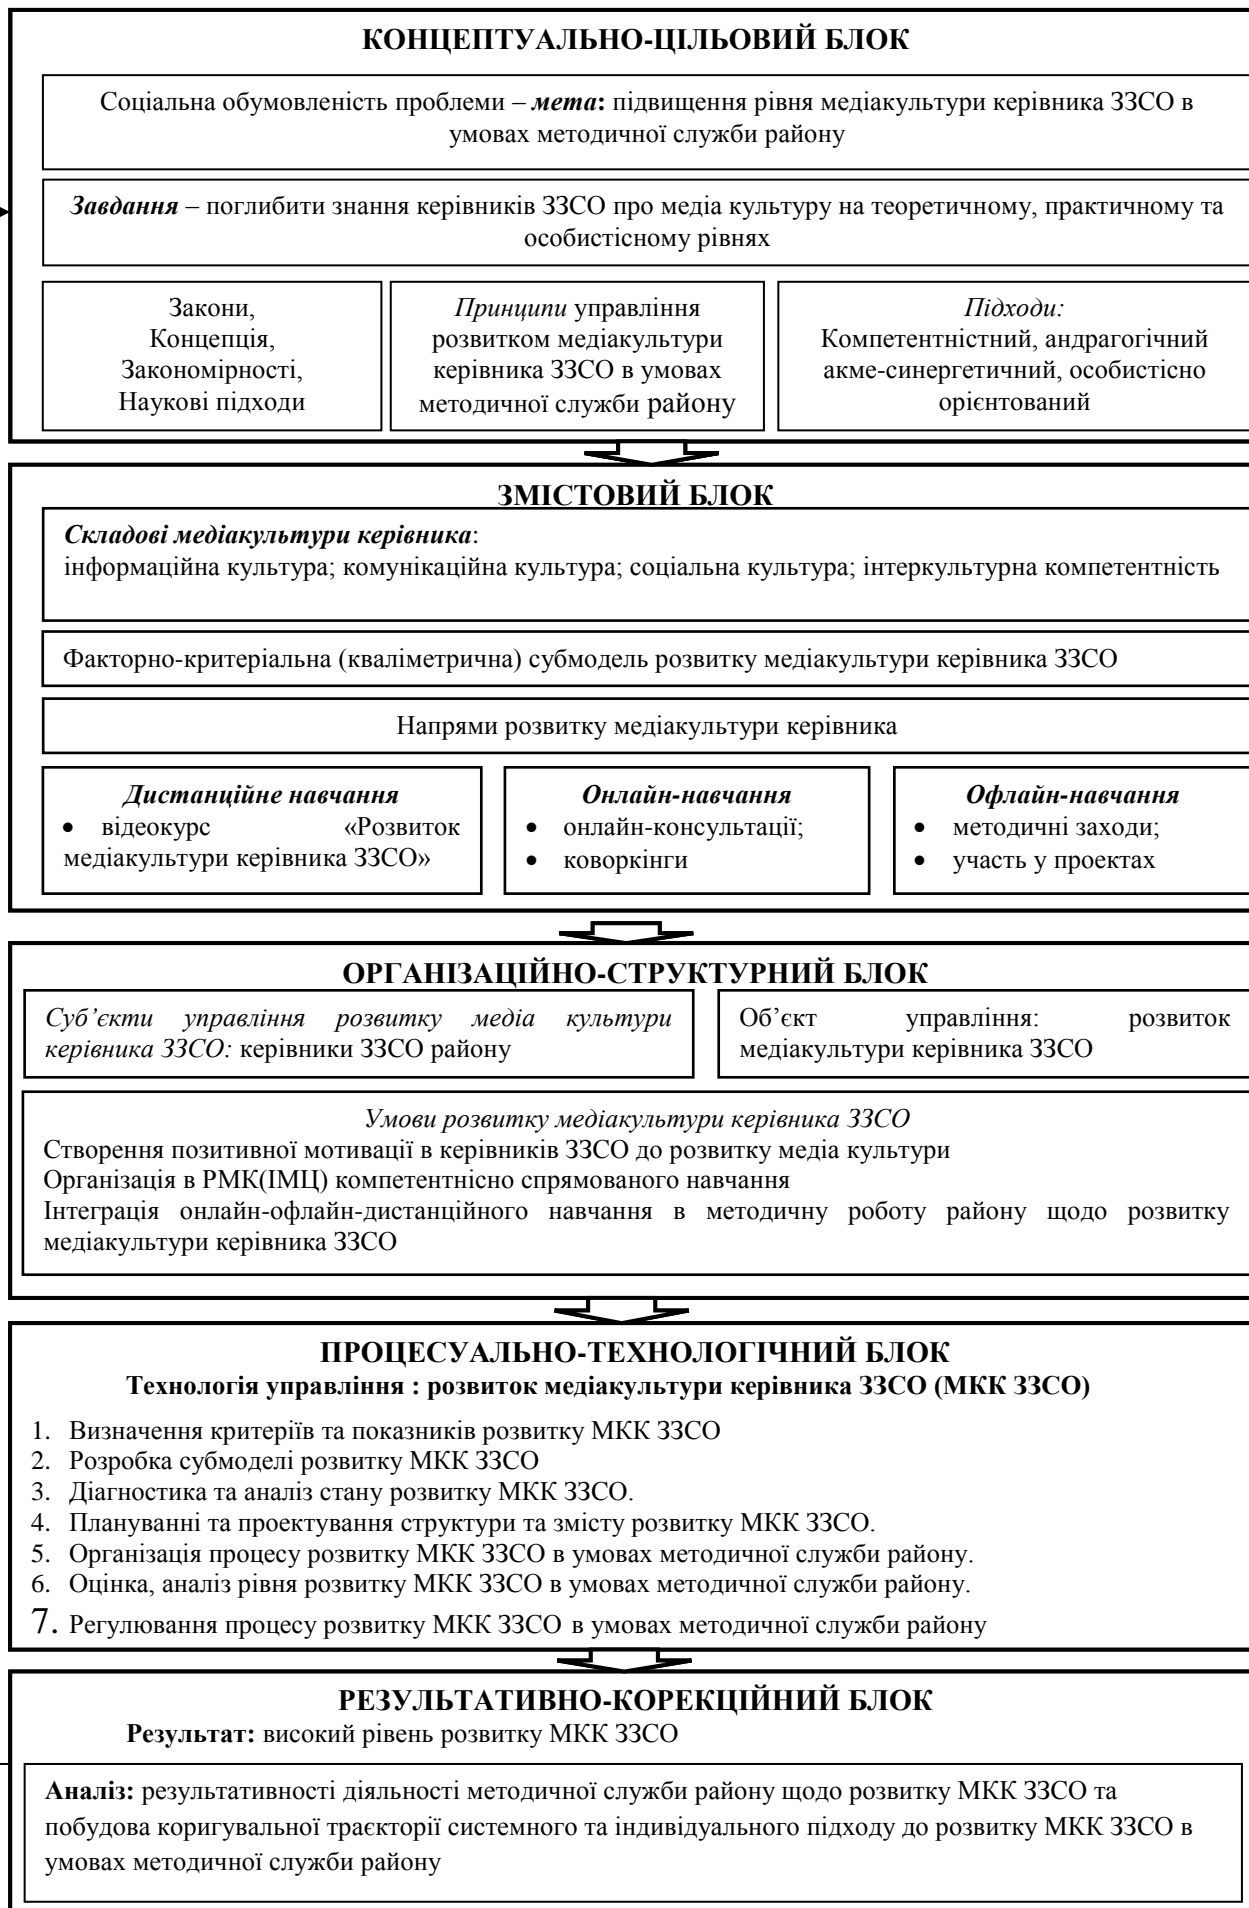 КОНЦЕПТУАЛЬНО-ЦІЛЬОВИЙ БЛОК
Соціальна обумовленість проблеми – мета: підвищення рівня медіакультури керівника ЗЗСО в
умовах методичної служби району
Завдання – поглибити знання керівників ЗЗСО про медіа культуру на теоретичному, практичному та
особистісному рівнях
Закони,
Концепція,
Закономірності,
Наукові підходи
Принципи управління
розвитком медіакультури
керівника ЗЗСО в умовах
методичної служби району
Підходи:
Компетентністний, андрагогічний
акме-синергетичний, особистісно
орієнтований
ЗМІСТОВИЙ БЛОК
Складові медіакультури керівника:
інформаційна культура; комунікаційна культура; соціальна культура; інтеркультурна компетентність
Факторно-критеріальна (кваліметрична) субмодель розвитку медіакультури керівника ЗЗСО
Напрями розвитку медіакультури керівника
Дистанційне навчання
• відеокурс «Розвиток
медіакультури керівника ЗЗСО»
Онлайн-навчання
• онлайн-консультації;
• коворкінги
Офлайн-навчання
• методичні заходи;
• участь у проектах
ОРГАНІЗАЦІЙНО-СТРУКТУРНИЙ БЛОК
Суб’єкти управління розвитку медіа культури
керівника ЗЗСО: керівники ЗЗСО району
Об’єкт управління: розвиток
медіакультури керівника ЗЗСО
Умови розвитку медіакультури керівника ЗЗСО
Створення позитивної мотивації в керівників ЗЗСО до розвитку медіа культури
Організація в РМК(ІМЦ) компетентнісно спрямованого навчання
Інтеграція онлайн-офлайн-дистанційного навчання в методичну роботу району щодо розвитку
медіакультури керівника ЗЗСО
ПРОЦЕСУАЛЬНО-ТЕХНОЛОГІЧНИЙ БЛОК
Технологія управління : розвиток медіакультури керівника ЗЗСО (МКК ЗЗСО)
1. Визначення критеріїв та показників розвитку МКК ЗЗСО
2. Розробка субмоделі розвитку МКК ЗЗСО
3. Діагностика та аналіз стану розвитку МКК ЗЗСО.
4. Плануванні та проектування структури та змісту розвитку МКК ЗЗСО.
5. Організація процесу розвитку МКК ЗЗСО в умовах методичної служби району.
6. Оцінка, аналіз рівня розвитку МКК ЗЗСО в умовах методичної служби району.
7. Регулювання процесу розвитку МКК ЗЗСО в умовах методичної служби району
РЕЗУЛЬТАТИВНО-КОРЕКЦІЙНИЙ БЛОК
Результат: високий рівень розвитку МКК ЗЗСО
Аналіз: результативності діяльності методичної служби району щодо розвитку МКК ЗЗСО та
побудова коригувальної траєкторії системного та індивідуального підходу до розвитку МКК ЗЗСО в
умовах методичної служби району